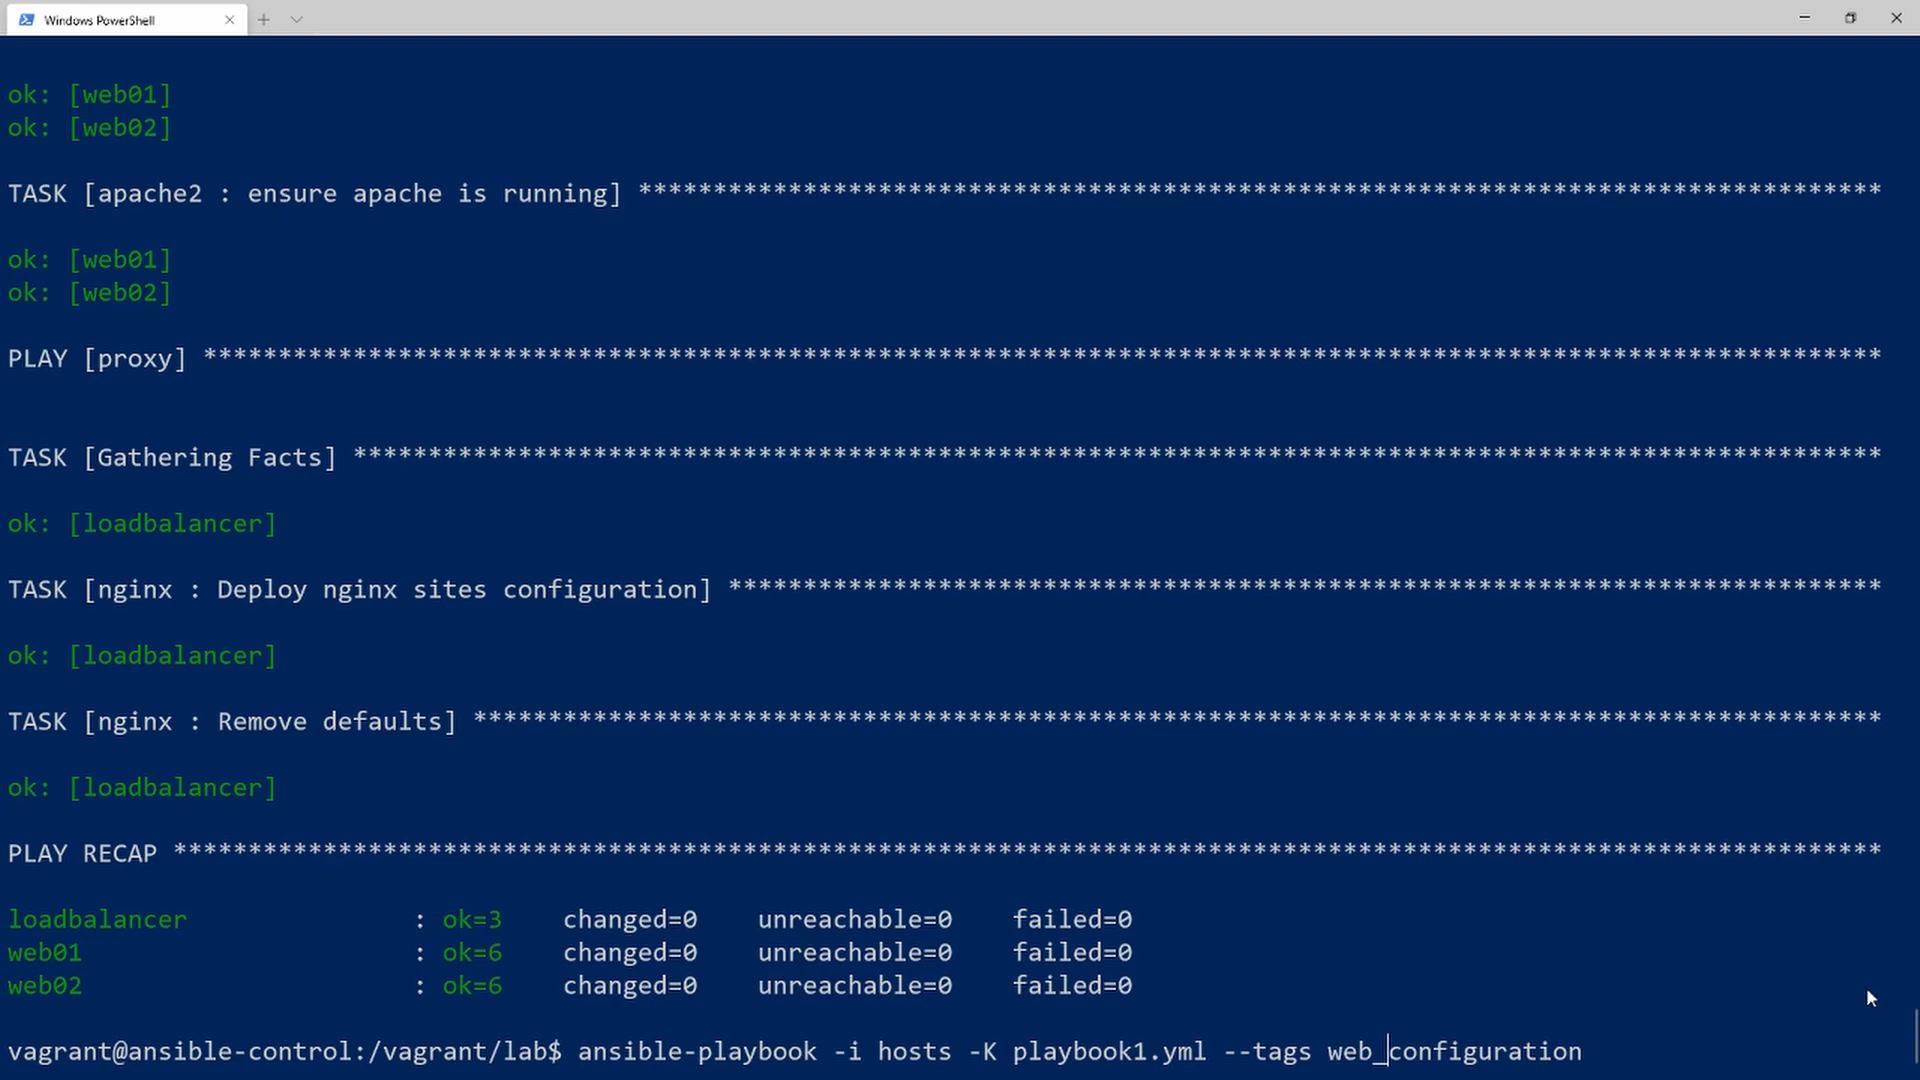 Windows PowerShell
ok: [web01]
ok: [web02]
TASK [apache2 : ensure apache is running] ***********************************************************************************
ok: [web01]
ok: [web02]
PLAY [proxy] ****************************************************************************************************************
TASK [Gathering Facts] ******************************************************************************************************
ok: [loadbalancer]
TASK [nginx : Deploy nginx sites configuration] *****************************************************************************
ok: [loadbalancer]
TASK [nginx : Remove defaults] **********************************************************************************************
ok: [loadbalancer]
PLAY RECAP ******************************************************************************************************************
loadbalancer : ok=3 changed=0 unreachable=0 failed=0
web01 : ok=6 changed=0 unreachable=0 failed=0
web02 : ok=6 changed=0 unreachable=0 failed=0
vagrant@ansible-control:/vagrant/lab$ ansible-playbook -i hosts -K playbook1.yml --tags web_configuration